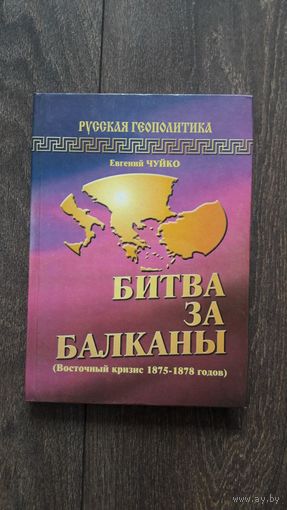 РУССКАЯ ГЕОПОЛИТИКА
Евгений ЧУЙКО
БИТВА
ЗА
БАЛКАНЫ
(Восточный кризис 1875-1878 годов)
www.ay.by